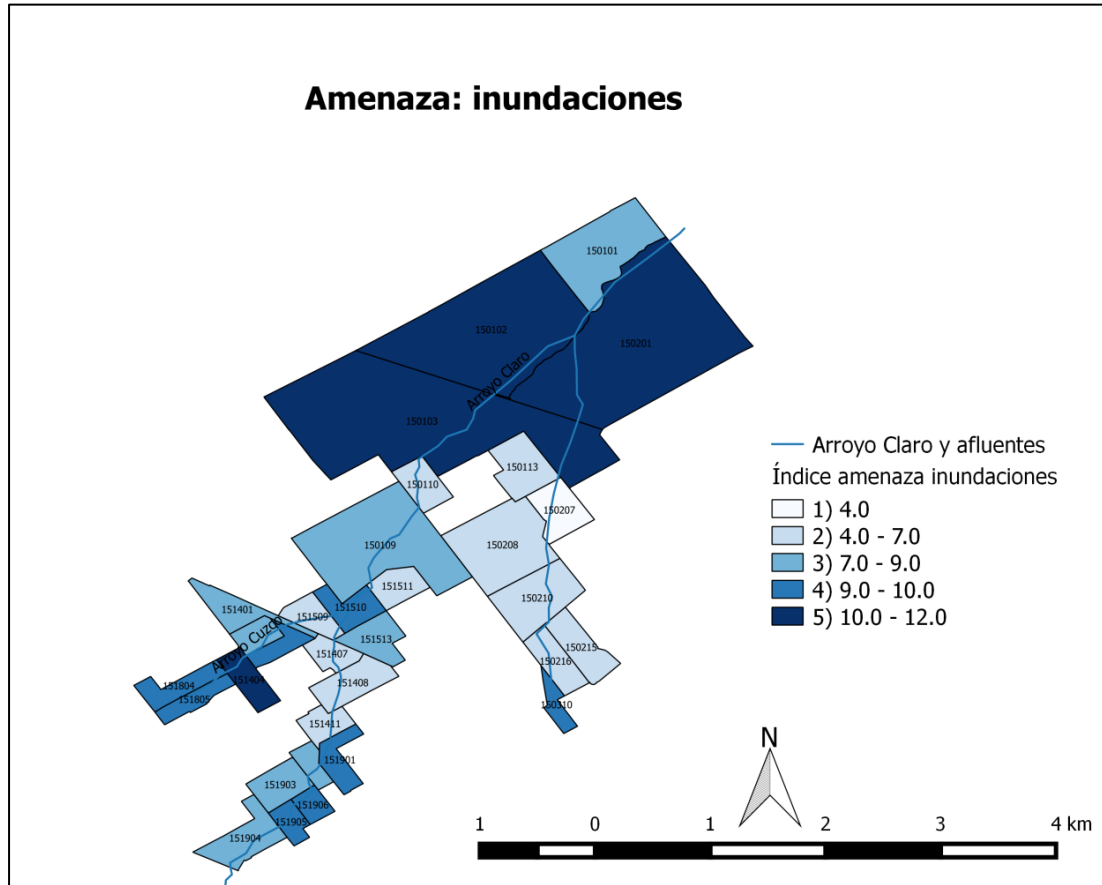 Amenaza: inundaciones
150101
150102
150201
Arroyo Claro
150103
150113
150110
150207
150109
150208
151511
150210
151401
151510
151509
Arroyo Cuzco
151513
150215
151407
150216
151404
151408
151804
151805
150310
151411
151901
151903
151906
151905
151904
Arroyo Claro y afluentes
Índice amenaza inundaciones
1) 4.0
2) 4.0 - 7.0
3) 7.0 - 9.0
4) 9.0 - 10.0
5) 10.0 - 12.0
N
1 0 1 2 3 4 km